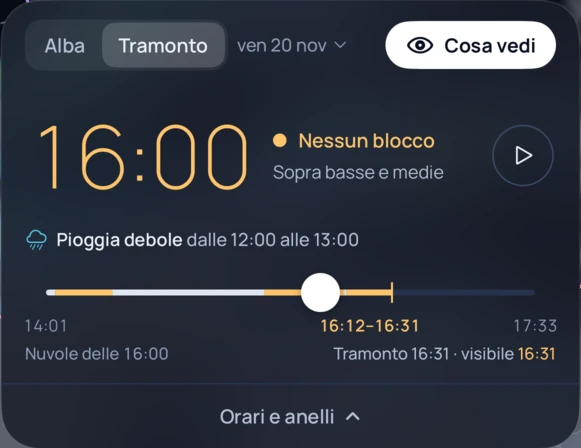 Alba Tramonto ven 20 nov Cosa vedi
16:00
Nessun blocco
Sopra basse e medie
Pioggia debole dalle 12:00 alle 13:00
14:01 16:12–16:31 17:33
Nuvole delle 16:00 Tramonto 16:31 · visibile 16:31
Orari e anelli